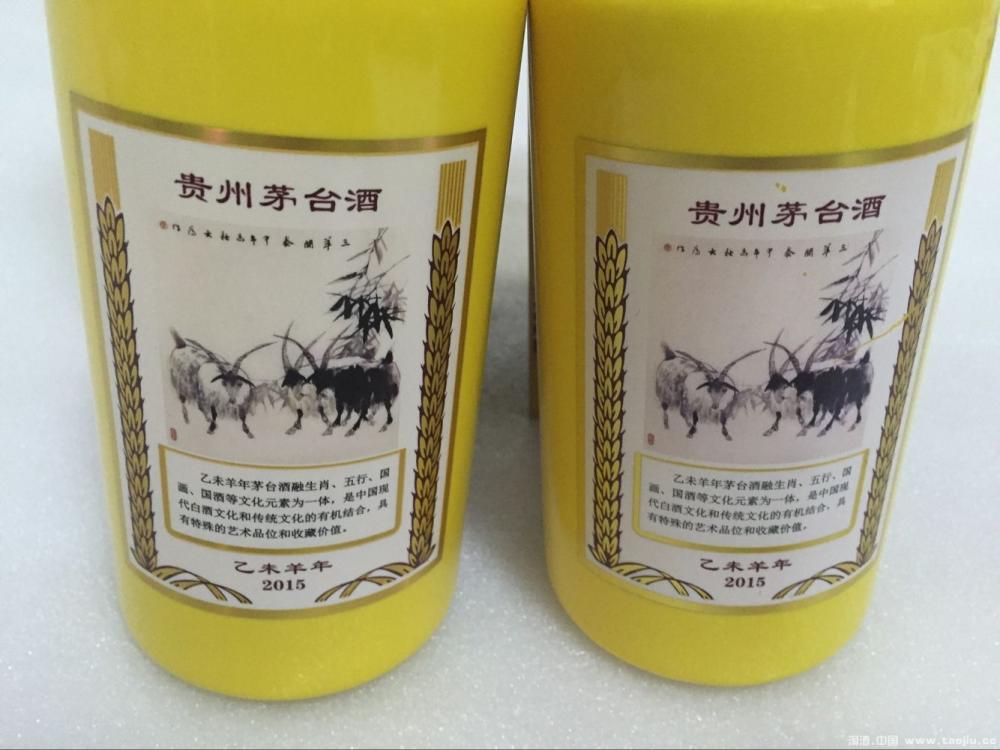 贵州茅台酒
乙未羊年茅台酒融生肖、五行、国
画、国酒等文化元素为一体，是中国现
代白酒文化和传统文化的有机结合，具
有特殊的艺术品位和收藏价值。
乙未羊年
2015
贵州茅台酒
乙未羊年茅台酒融生肖、五行、国
画、国酒等文化元素为一体，是中国现
代白酒文化和传统文化的有机结合，具
有特殊的艺术品位和收藏价值。
乙未羊年
2015
淘酒.中国 www.taojiu.cc